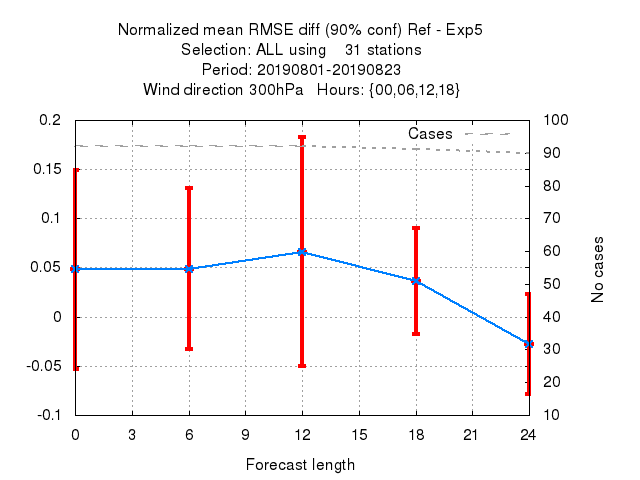 Normalized mean RMSE diff (90% conf) Ref - Exp5
Selection: ALL using    31 stations
Period: 20190801-20190823
Wind direction 300hPa   Hours: {00,06,12,18}
Cases
0.2
0.15
0.1
0.05
0
-0.05
-0.1
100
90
80
70
60
50
40
30
20
10
No cases
0 3 6 9 12 15 18 21 24
Forecast length